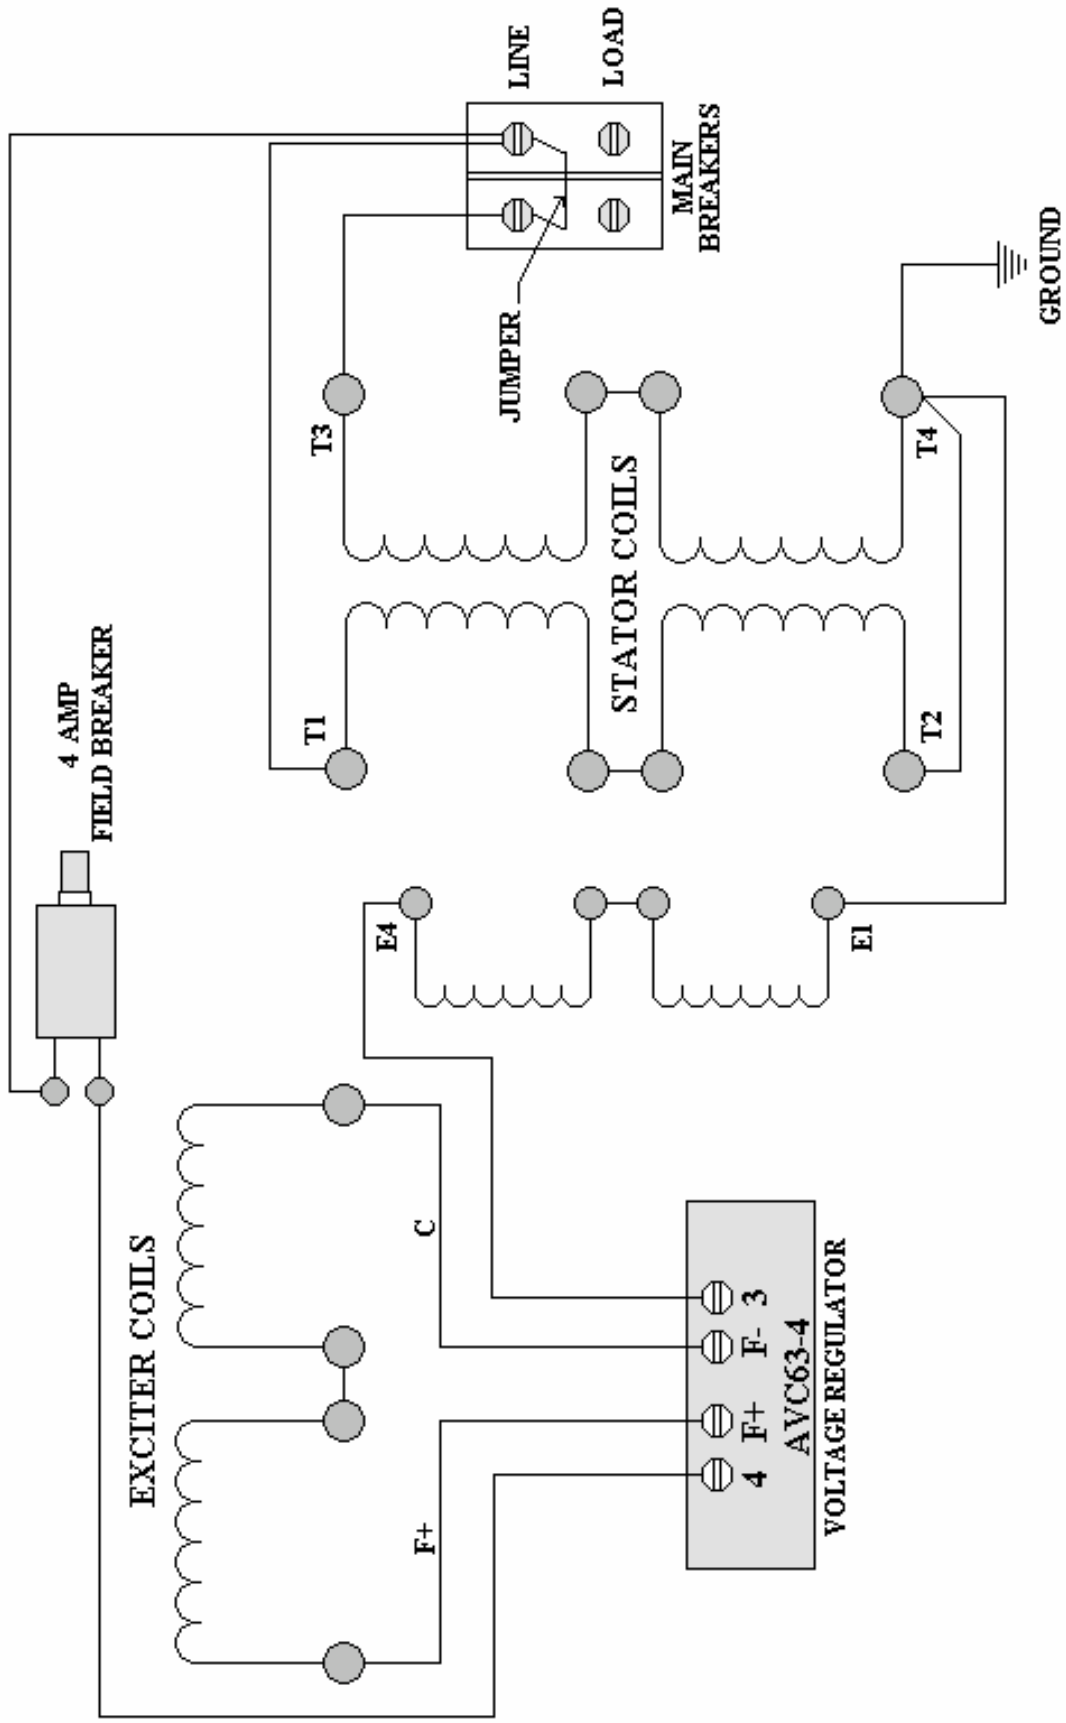 4 AMP
FIELD BREAKER
EXCITER COILS
F+
C
E4
E1
T1
T2
T3
T4
STATOR COILS
JUMPER
LINE
LOAD
MAIN
BREAKERS
GROUND
4
F+
F-
3
AVC63-4
VOLTAGE REGULATOR